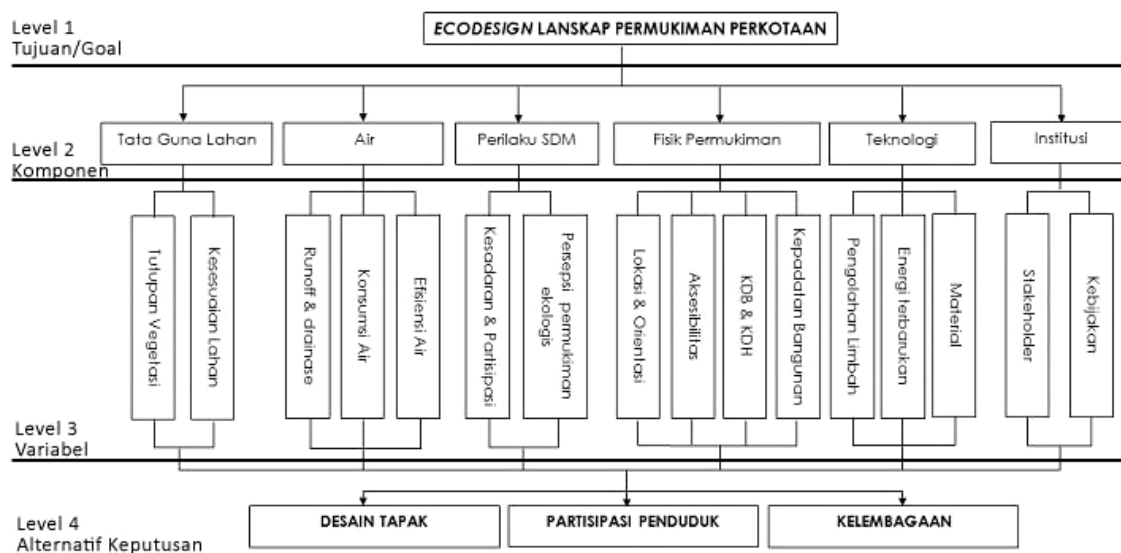 Level 1
Tujuan/Goal
ECODESIGN LANSKAP PERMUKIMAN PERKOTAAN
Level 2
Komponen
Tata Guna Lahan
Air
Perilaku SDM
Fisik Permukiman
Teknologi
Institusi
Tutupan Vegetasi
Kesesuaian Lahan
Runoff & drainase
Konsumsi Air
Efisiensi Air
Kesadaran & Partisipasi
Persepsi permukiman
ekologis
Lokasi & Orientasi
Aksesibilitas
KDB & KDH
Kepadatan Bangunan
Pengolahan Limbah
Energi terbarukan
Material
Stakeholder
Kebijakan
Level 3
Variabel
Level 4
Alternatif Keputusan
DESAIN TAPAK
PARTISIPASI PENDUDUK
KELEMBAGAAN